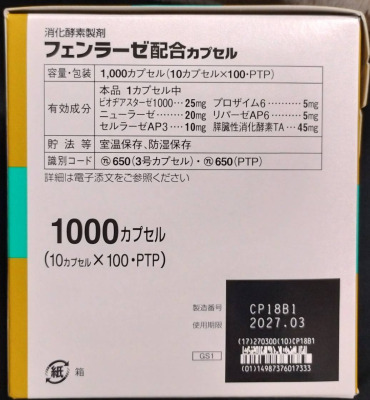 消化酵素製剤
フェンラーゼ配合カプセル
容量・包装 1,000カプセル(10カプセル×100・PTP)
有効成分 本品 1カプセル中
ビオヂアスターゼ1000…25mg プロザイム6………5mg
ニューラーゼ………20mg リパーゼAP6………5mg
セルラーゼAP3…10mg 膵臓性消化酵素TA…45mg
貯法等 室温保存、防湿保存
識別コード 650(3号カプセル)・650(PTP)
詳細は電子添文をご参照ください
1000カプセル
(10カプセル×100・PTP)
製造番号 CP18B1
使用期限 2027.03
(17)270300(10)CP18B1
GS1
(01)14987376017333
紙 箱